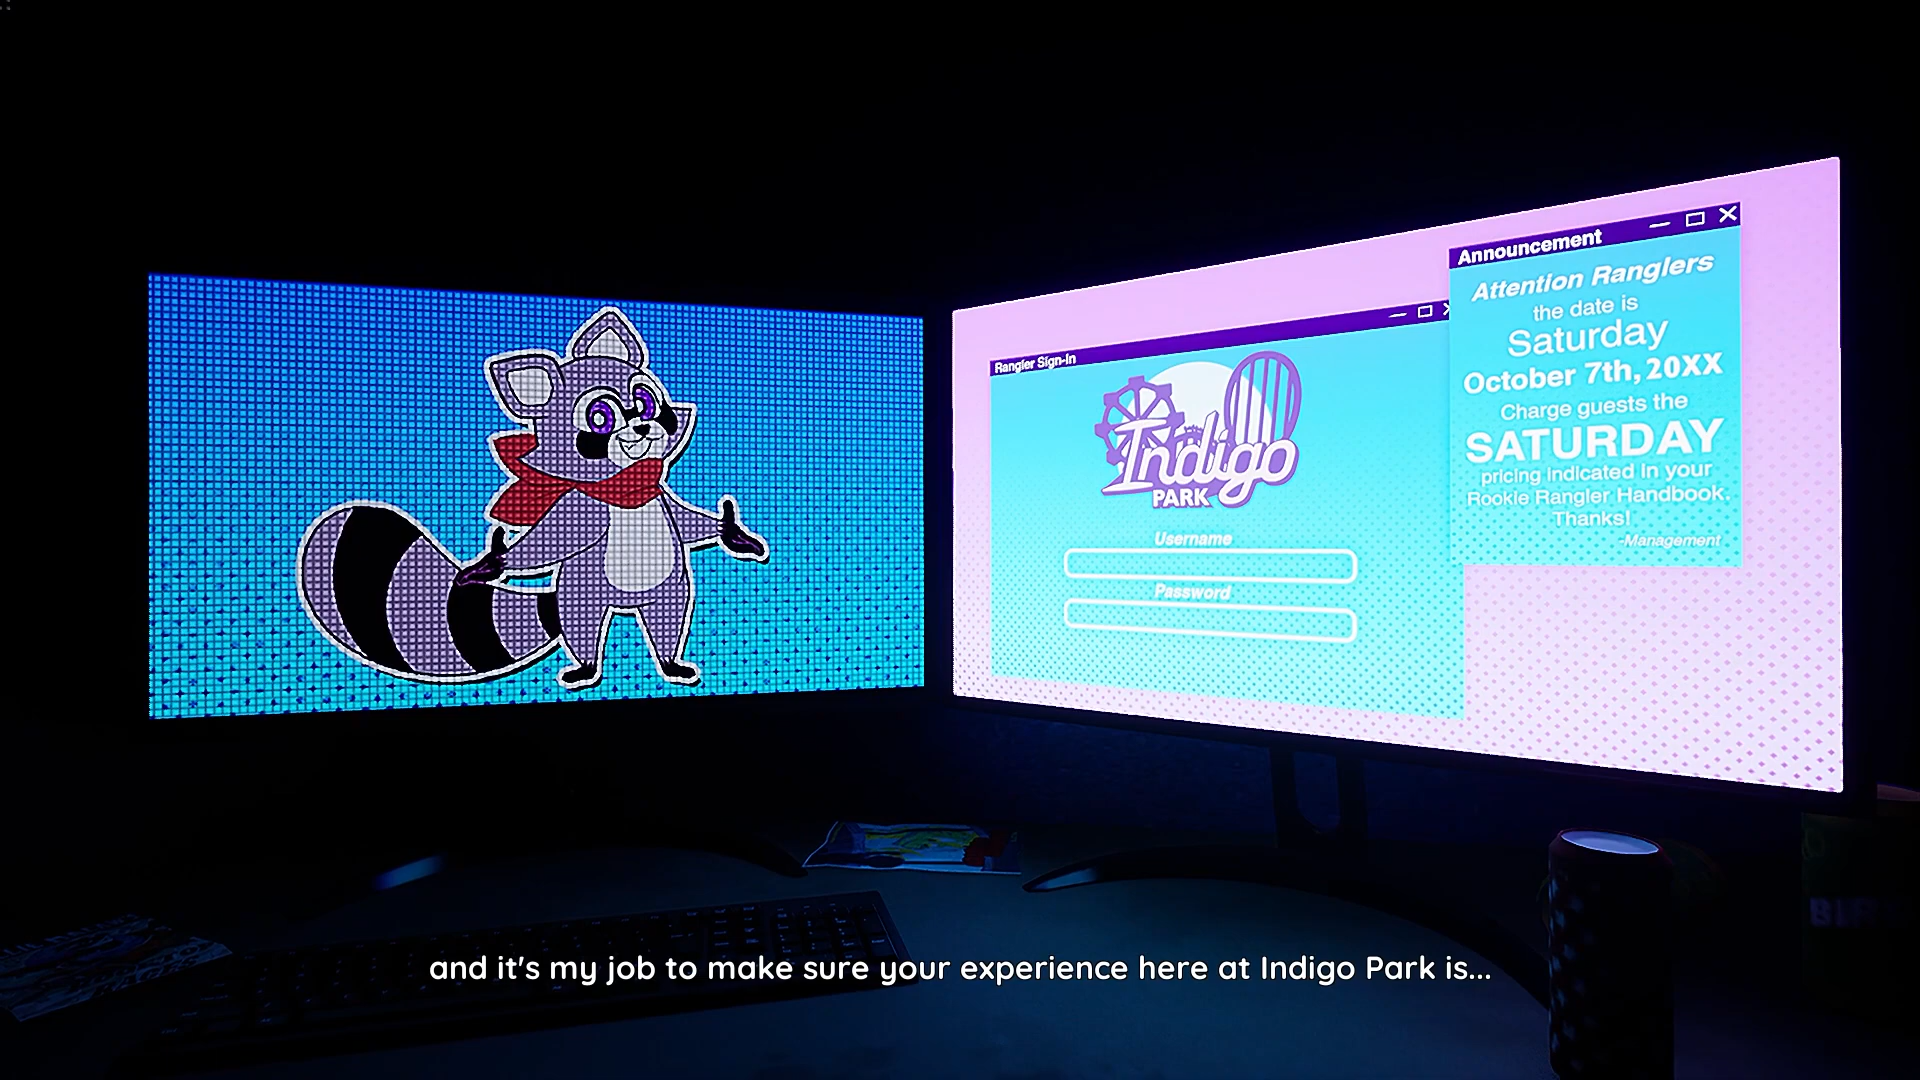 Rangler Sign-In
Indigo
PARK
Username
Password
Announcement
Attention Ranglers
the date is
Saturday
October 7th, 20XX
Charge guests the
SATURDAY
pricing indicated in your
Rookie Rangler Handbook.
Thanks!
-Management
and it's my job to make sure your experience here at Indigo Park is...